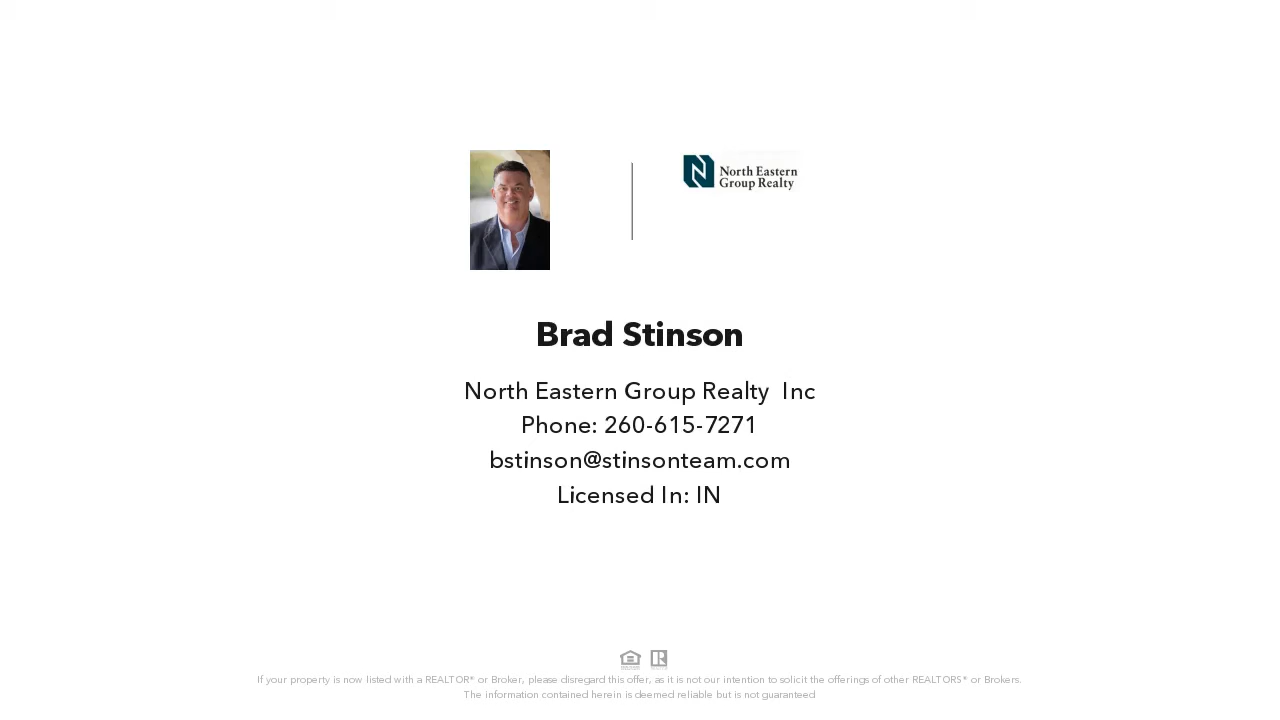 North Eastern
Group Realty
Brad Stinson
North Eastern Group Realty  Inc
Phone: 260-615-7271
bstinson@stinsonteam.com
Licensed In: IN
If your property is now listed with a REALTOR® or Broker, please disregard this offer, as it is not our intention to solicit the offerings of other REALTORS® or Brokers.
The information contained herein is deemed reliable but is not guaranteed